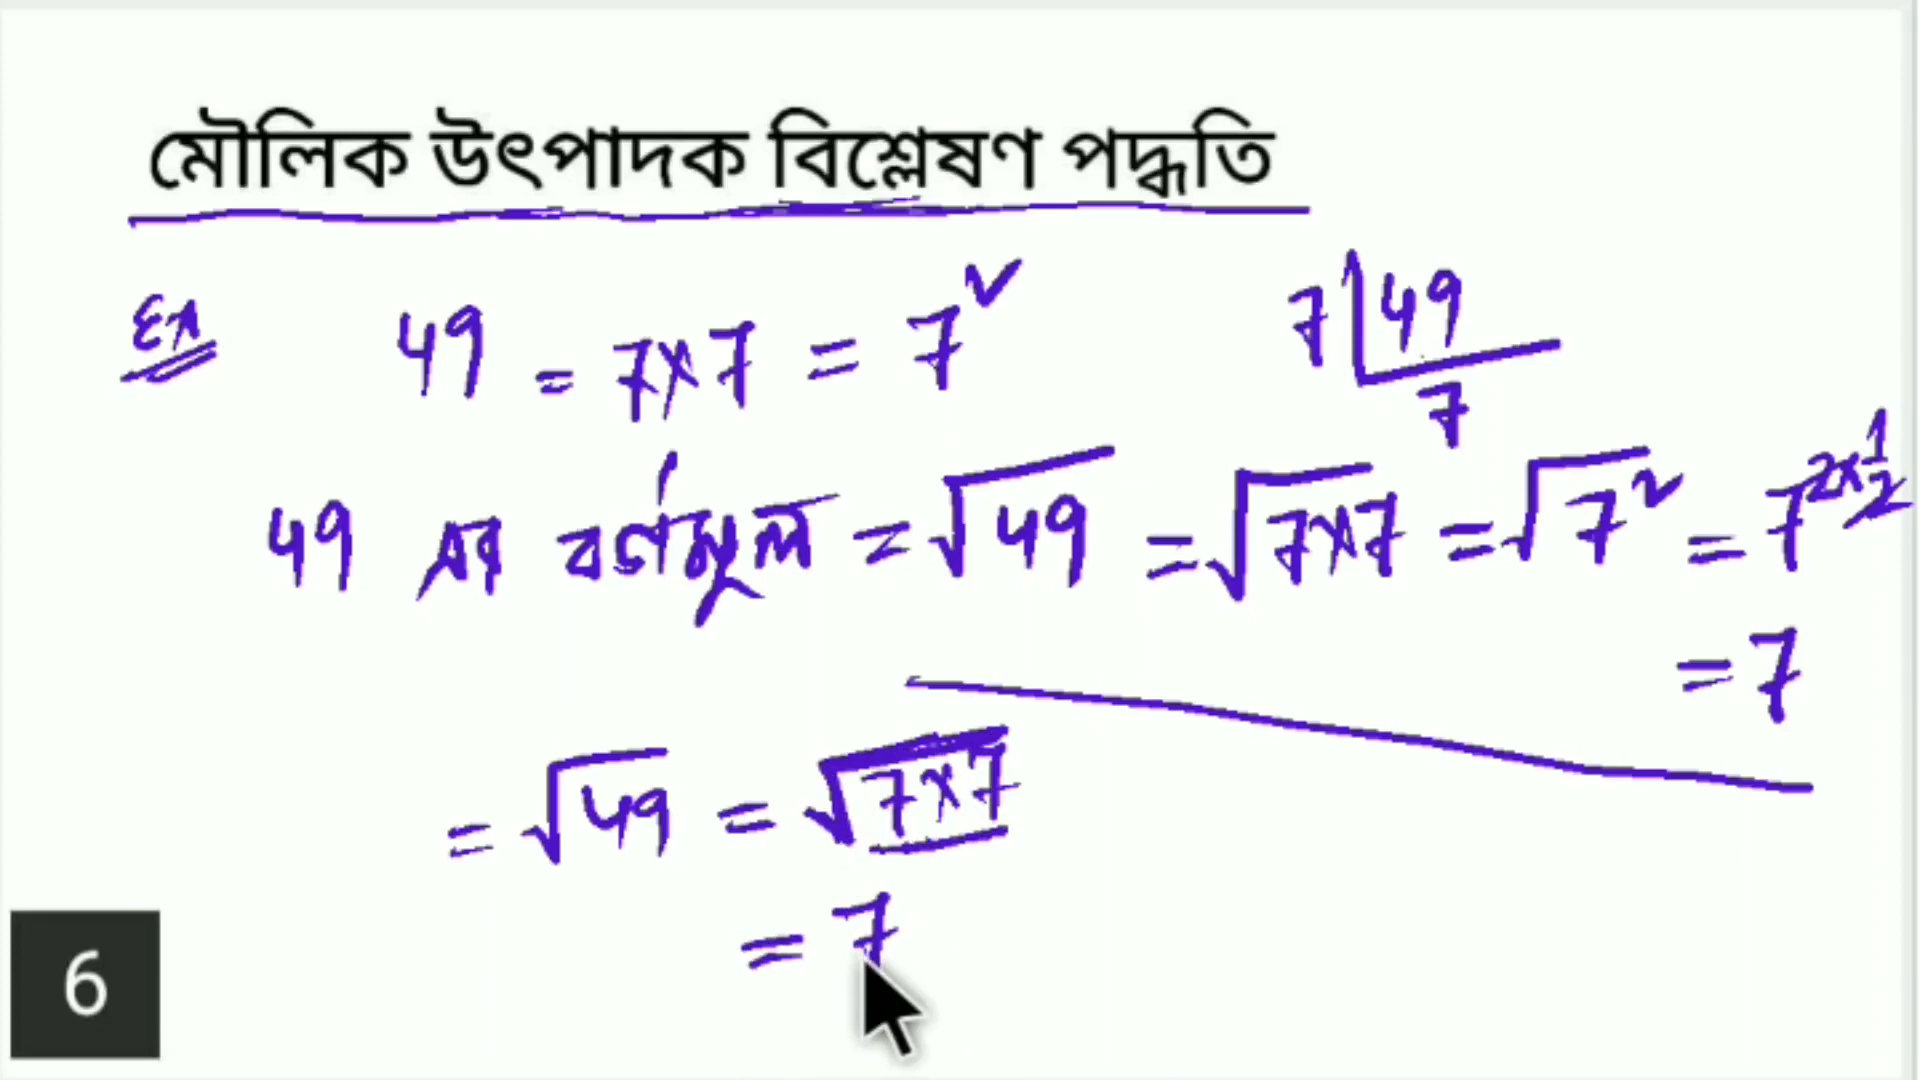 মৌলিক উৎপাদক বিশ্লেষণ পদ্ধতি
Ex 49 = 7×7 = 7² 7 | 49
7
49 এর বর্গমূল = √49 = √7×7 = √7² = 7^2×1/2
= 7
= √49 = √7×7
= 7
6